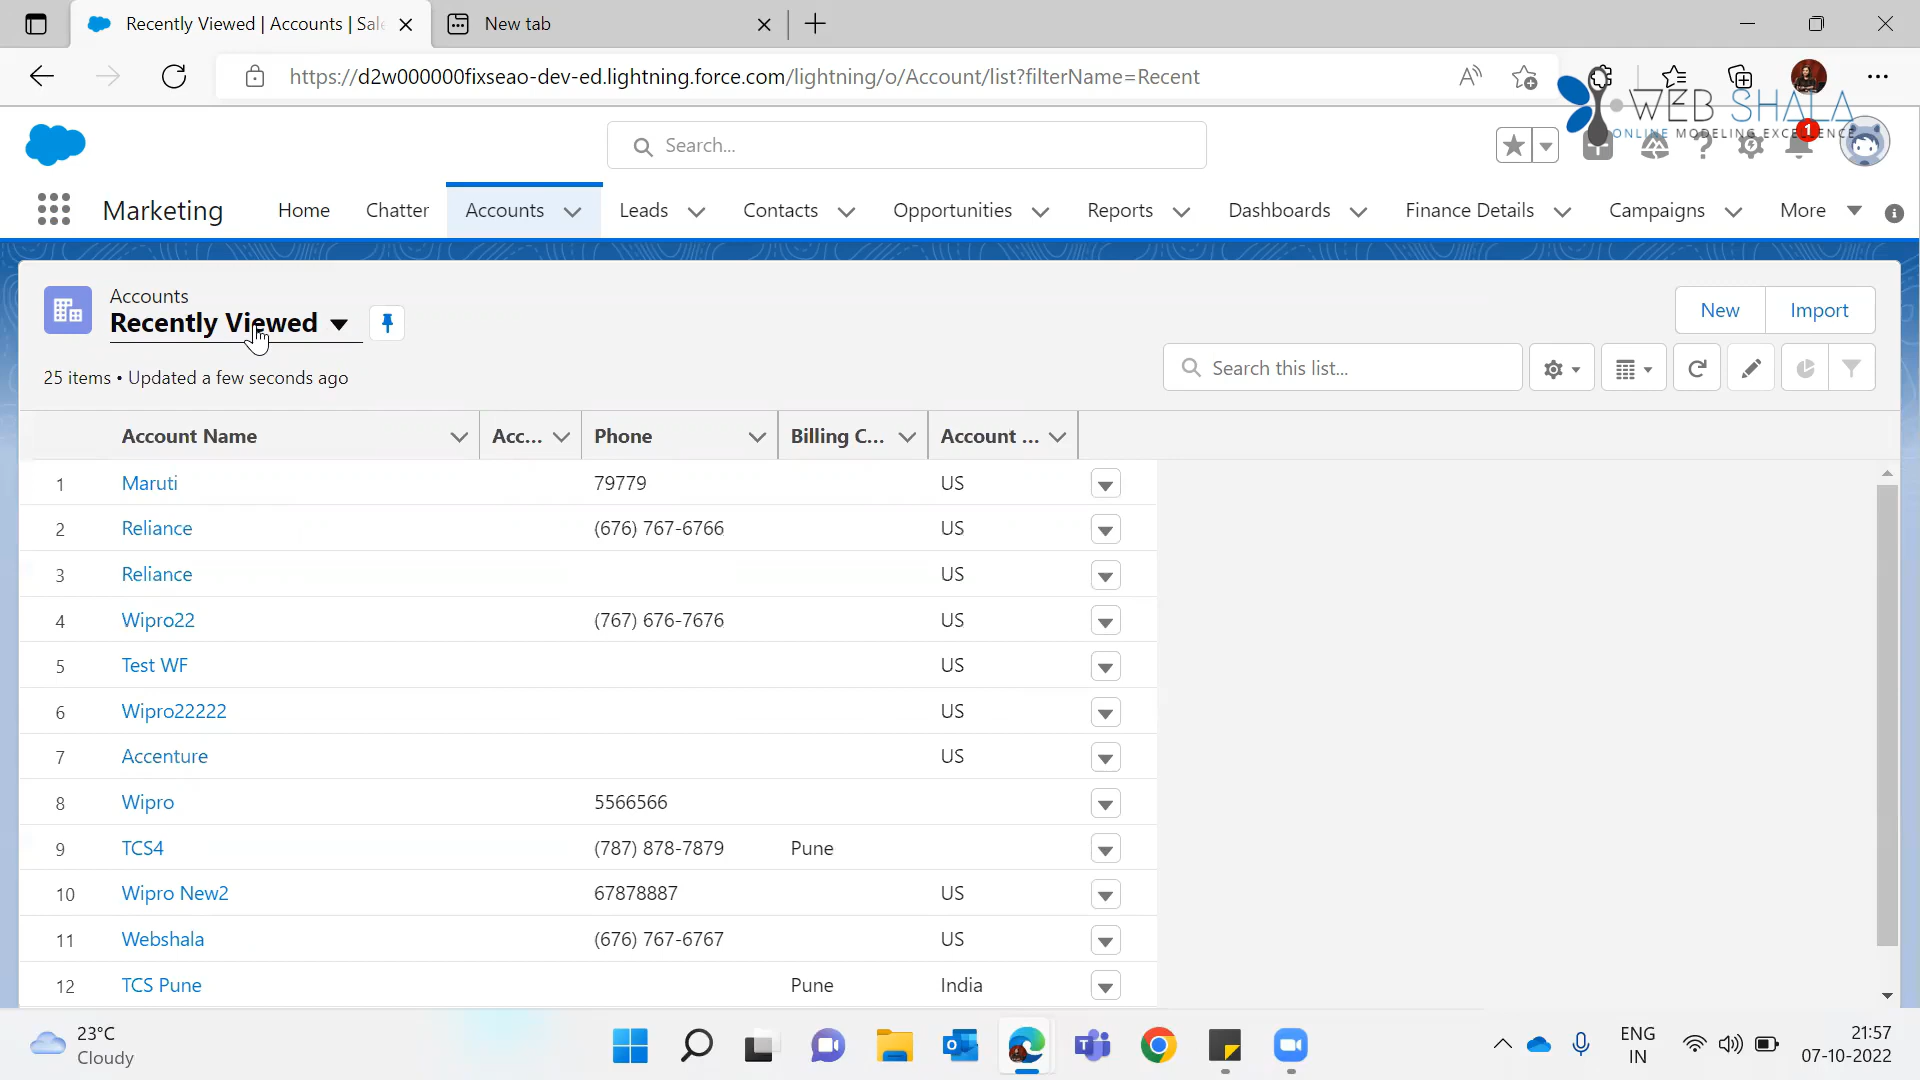 Recently Viewed | Accounts | Sale
New tab
https://d2w000000fixseao-dev-ed.lightning.force.com/lightning/o/Account/list?filterName=Recent
WEB SHALA
ONLINE MODELING EXCELLENCE
Search...
1
Marketing
Home
Chatter
Accounts
Leads
Contacts
Opportunities
Reports
Dashboards
Finance Details
Campaigns
More
Accounts
Recently Viewed
New
Import
25 items • Updated a few seconds ago
Search this list...
Account Name Acc... Phone Billing C... Account ...
1 Maruti 79779 US
2 Reliance (676) 767-6766 US
3 Reliance US
4 Wipro22 (767) 676-7676 US
5 Test WF US
6 Wipro22222 US
7 Accenture US
8 Wipro 5566566
9 TCS4 (787) 878-7879 Pune
10 Wipro New2 67878887 US
11 Webshala (676) 767-6767 US
12 TCS Pune Pune India
23°C
Cloudy
ENG
IN
21:57
07-10-2022